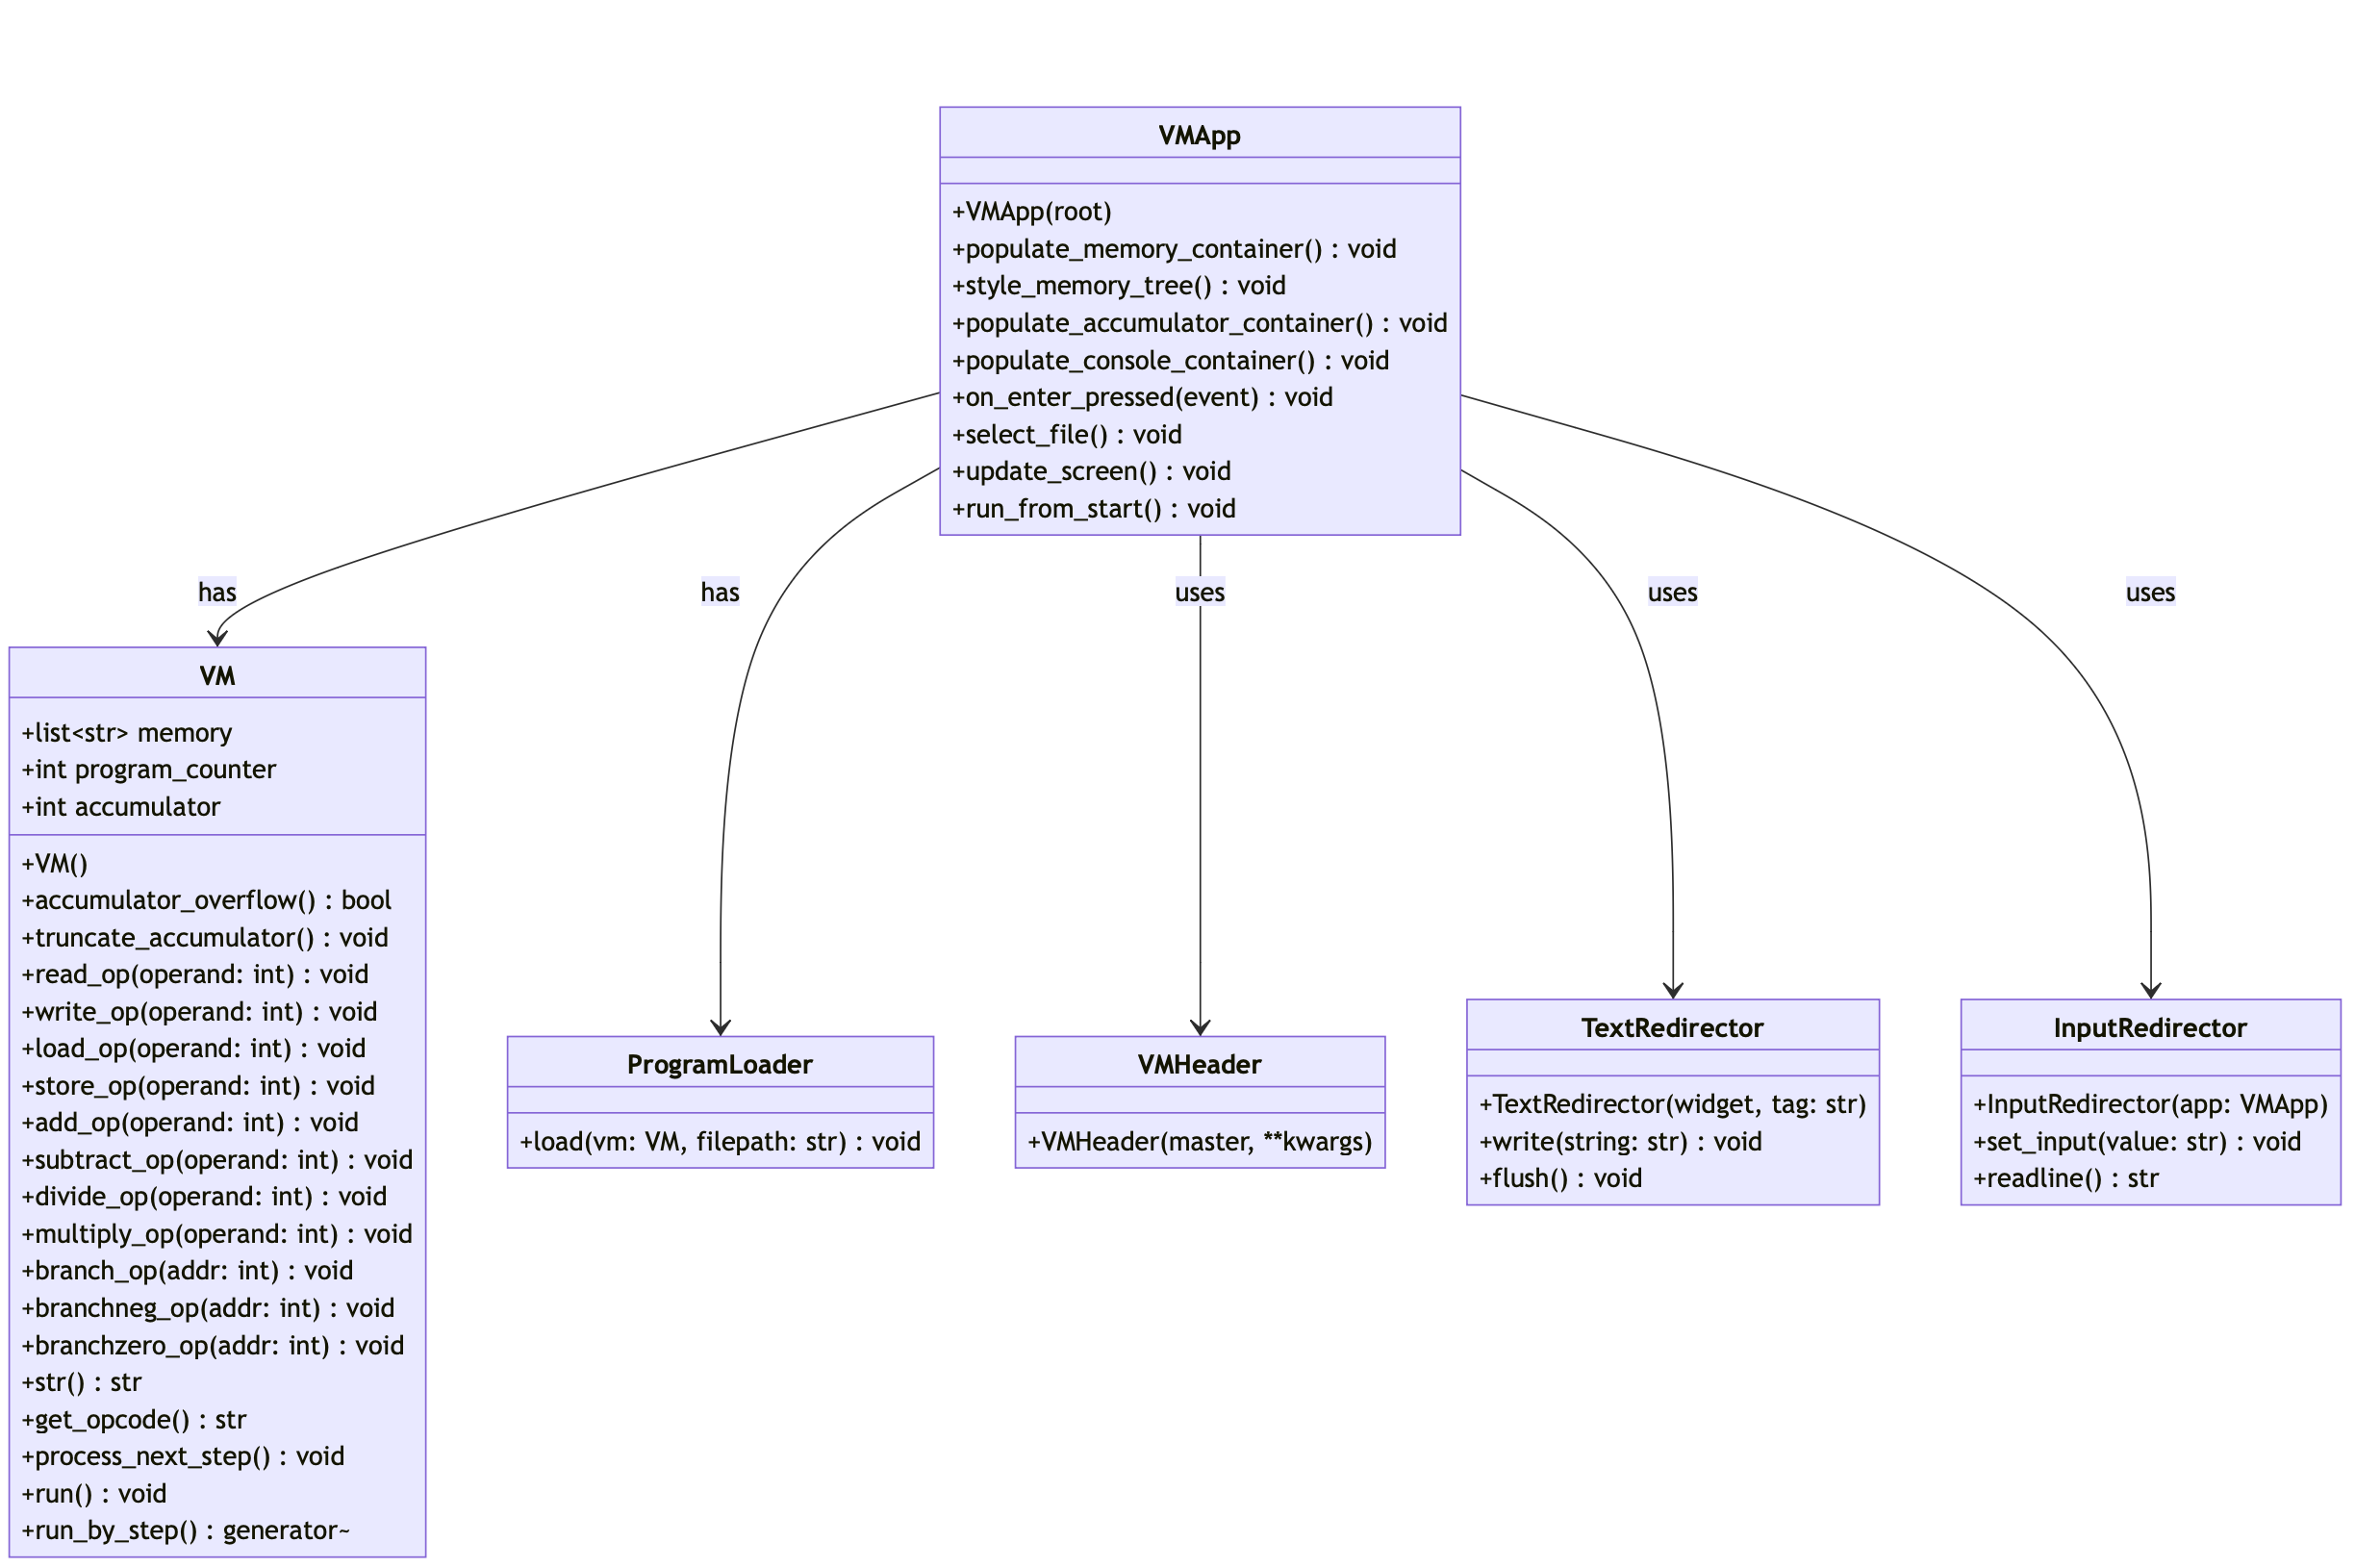 VMApp
+VMApp(root)
+populate_memory_container() : void
+style_memory_tree() : void
+populate_accumulator_container() : void
+populate_console_container() : void
+on_enter_pressed(event) : void
+select_file() : void
+update_screen() : void
+run_from_start() : void
has
has
uses
uses
uses
VM
+list<str> memory
+int program_counter
+int accumulator
+VM()
+accumulator_overflow() : bool
+truncate_accumulator() : void
+read_op(operand: int) : void
+write_op(operand: int) : void
+load_op(operand: int) : void
+store_op(operand: int) : void
+add_op(operand: int) : void
+subtract_op(operand: int) : void
+divide_op(operand: int) : void
+multiply_op(operand: int) : void
+branch_op(addr: int) : void
+branchneg_op(addr: int) : void
+branchzero_op(addr: int) : void
+str() : str
+get_opcode() : str
+process_next_step() : void
+run() : void
+run_by_step() : generator~
ProgramLoader
+load(vm: VM, filepath: str) : void
VMHeader
+VMHeader(master, **kwargs)
TextRedirector
+TextRedirector(widget, tag: str)
+write(string: str) : void
+flush() : void
InputRedirector
+InputRedirector(app: VMApp)
+set_input(value: str) : void
+readline() : str